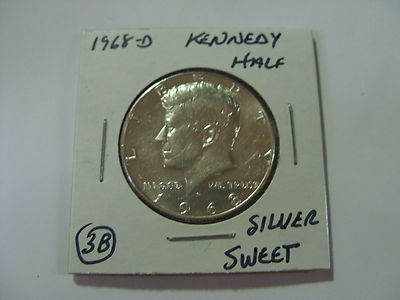 1968-D KENNEDY
HALF
LIBERTY
IN GOD WE TRUST
1968
SILVER
3B SWEET